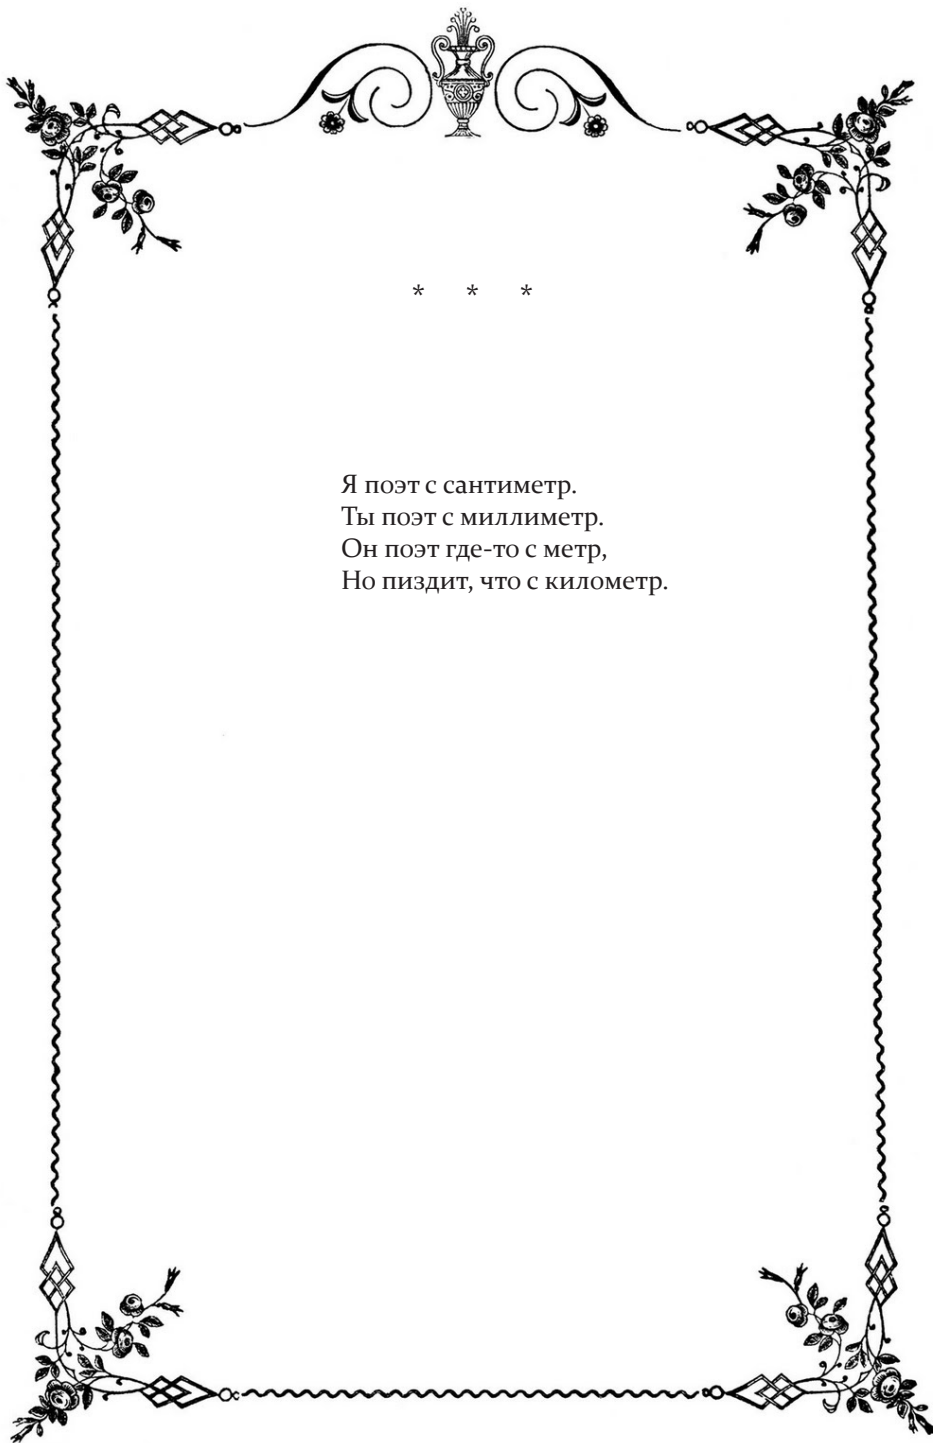 * * *
Я поэт с сантиметр.
Ты поэт с миллиметр.
Он поэт где-то с метр,
Но пиздит, что с километр.